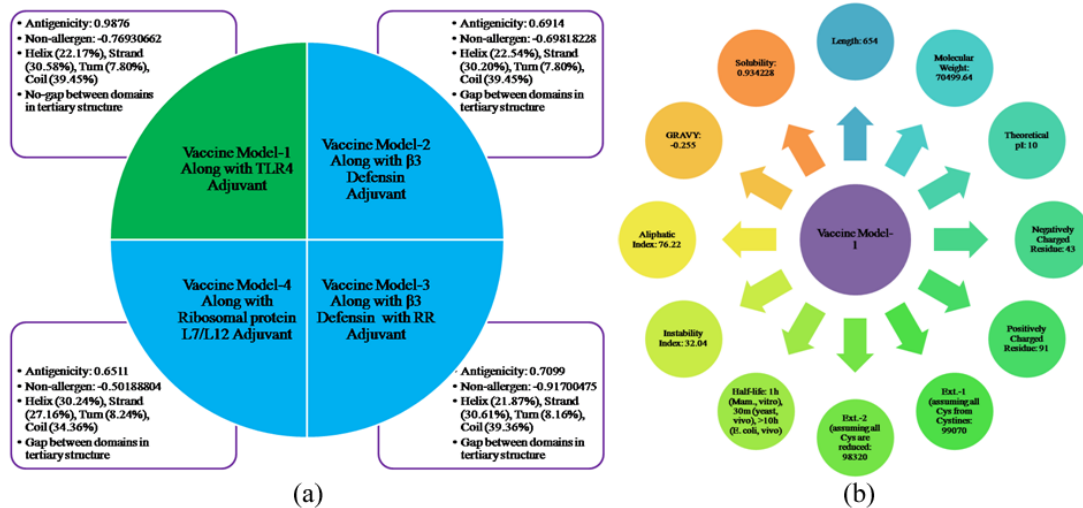 • Antigenicity: 0.9876
• Non-allergen: -0.76930662
• Helix (22.17%), Strand
(30.58%), Turn (7.80%),
Coil (39.45%)
• No-gap between domains
in tertiary structure
• Antigenicity: 0.6914
• Non-allergen: -0.69818228
• Helix (22.54%), Strand
(30.20%), Turn (7.80%),
Coil (39.45%)
• Gap between domains in
tertiary structure
Vaccine Model-1
Along with TLR4
Adjuvant
Vaccine Model-2
Along with β3
Defensin
Adjuvant
Vaccine Model-4
Along with
Ribosomal protein
L7/L12 Adjuvant
Vaccine Model-3
Along with β3
Defensin with RR
Adjuvant
• Antigenicity: 0.6511
• Non-allergen: -0.50188804
• Helix (30.24%), Strand
(27.16%), Turn (8.24%),
Coil (34.36%)
• Gap between domains in
tertiary structure
• Antigenicity: 0.7099
• Non-allergen: -0.91700475
• Helix (21.87%), Strand
(30.61%), Turn (8.16%),
Coil (39.36%)
• Gap between domains in
tertiary structure
(a)
Length: 654
Molecular
Weight:
70499.64
Theoretical
pI: 10
Negatively
Charged
Residue: 43
Positively
Charged
Residue: 91
Ext.-1
(assuming all
Cys from
Cystines:
99070
Ext.-2
(assuming all
Cys are
reduced:
98320
Half-life: 1h
(Mam., vitro),
30m (yeast,
vivo), >10h
(E. coli, vivo)
Instability
Index: 32.04
Aliphatic
Index: 76.22
GRAVY:
-0.255
Solubility:
0.934228
Vaccine Model-
1
(b)